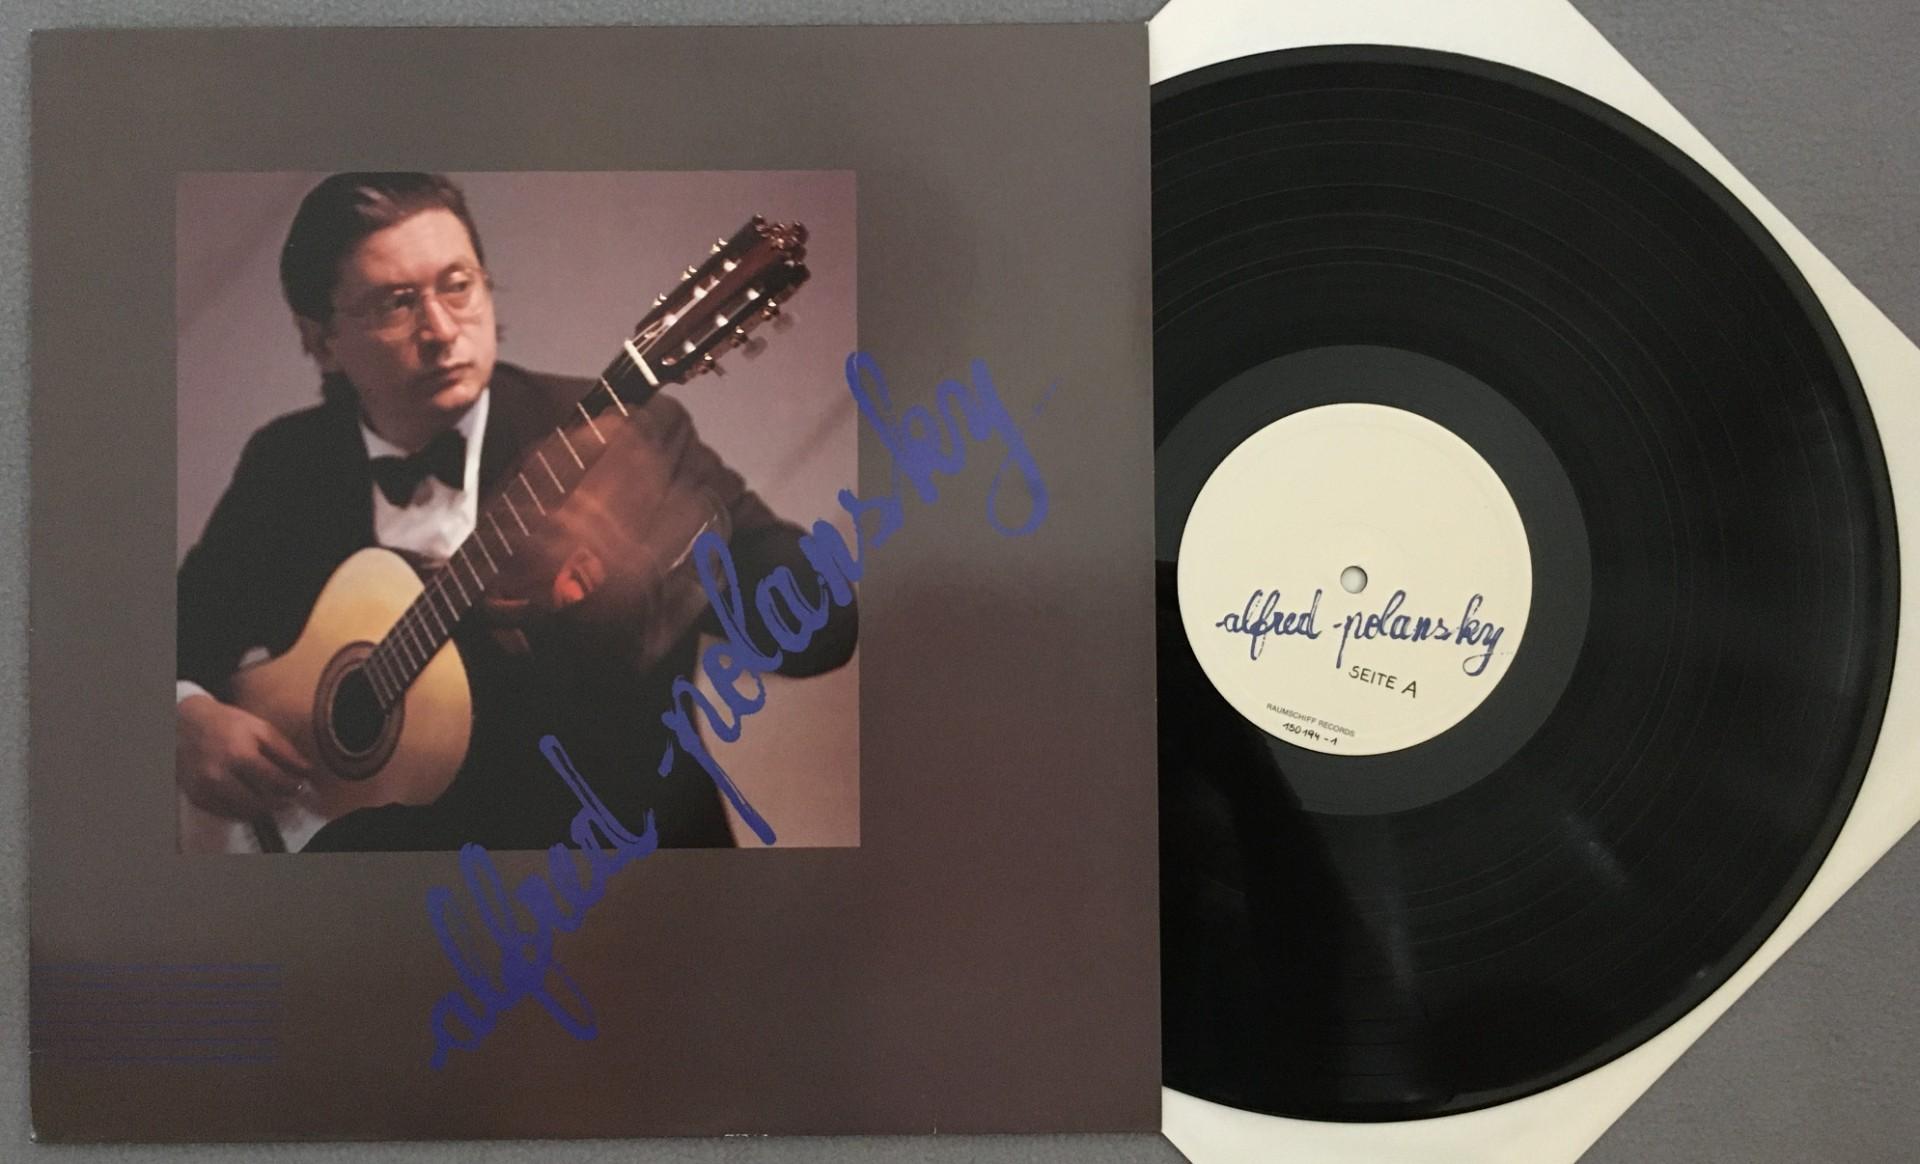 alfred polansky
alfred polansky
SEITE A
RAUMSCHIFF RECORDS
150194-1